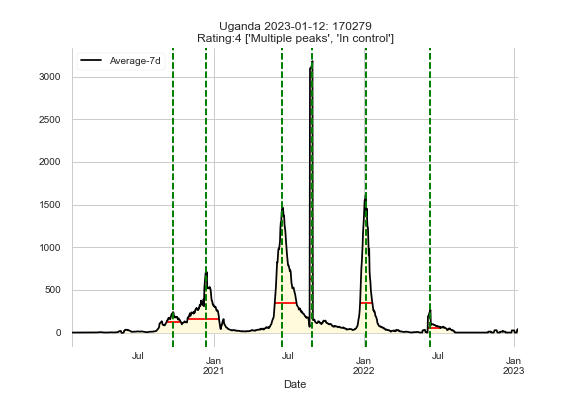 Uganda 2023-01-12: 170279
Rating:4 ['Multiple peaks', 'In control']
Average-7d
3000
2500
2000
1500
1000
500
0
Jul
Jan
2021
Jul
Jan
2022
Jul
Jan
2023
Date